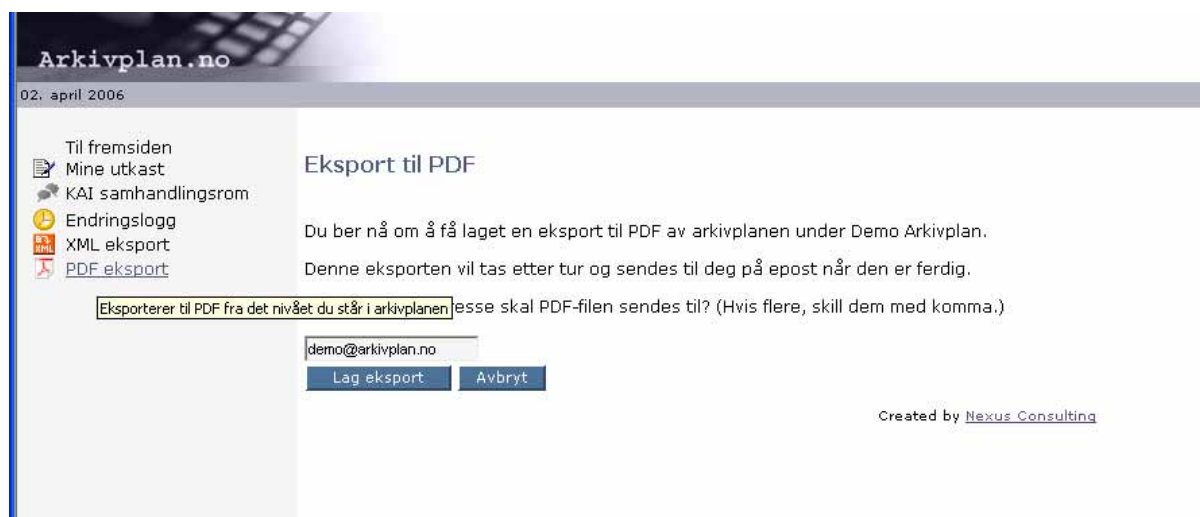 Arkivplan.no
02. april 2006
Til fremsiden
Mine utkast
KAI samhandlingsrom
Endringslogg
XML eksport
PDF eksport
Eksporterer til PDF fra det nivået du står i arkivplanen
Eksport til PDF
Du ber nå om å få laget en eksport til PDF av arkivplanen under Demo Arkivplan.
Denne eksporten vil tas etter tur og sendes til deg på epost når den er ferdig.
esse skal PDF-filen sendes til? (Hvis flere, skill dem med komma.)
demo@arkivplan.no
Lag eksport Avbryt
Created by Nexus Consulting